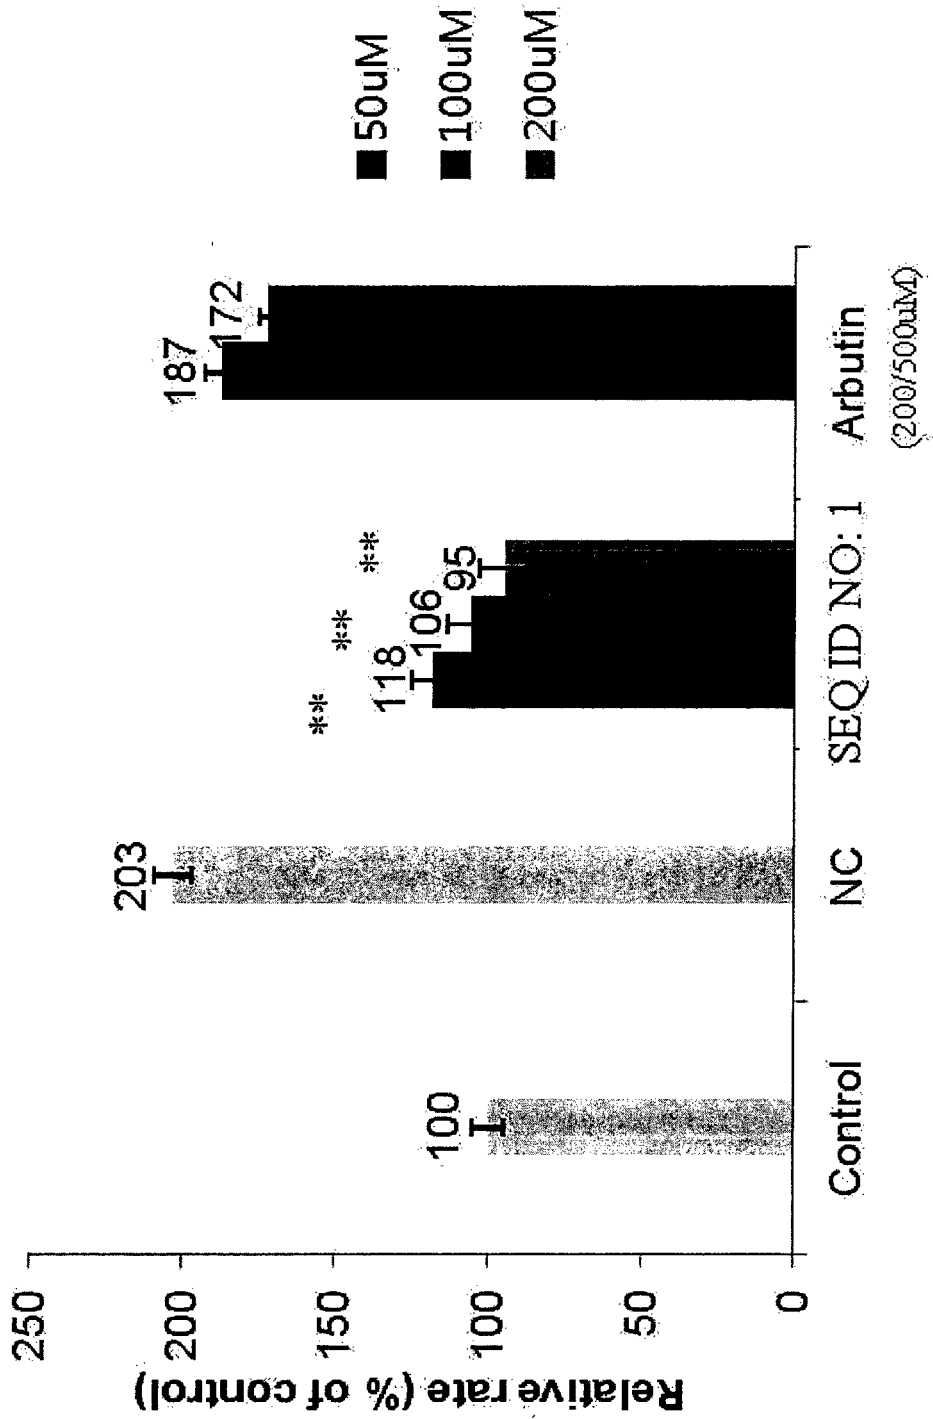 Relative rate (% of control)
250
200
150
100
50
0
100
203
**
118
**
106
**
95
187
172
Control
NC
SEQ ID NO: 1
Arbutin
(200/500uM)
50uM
100uM
200uM